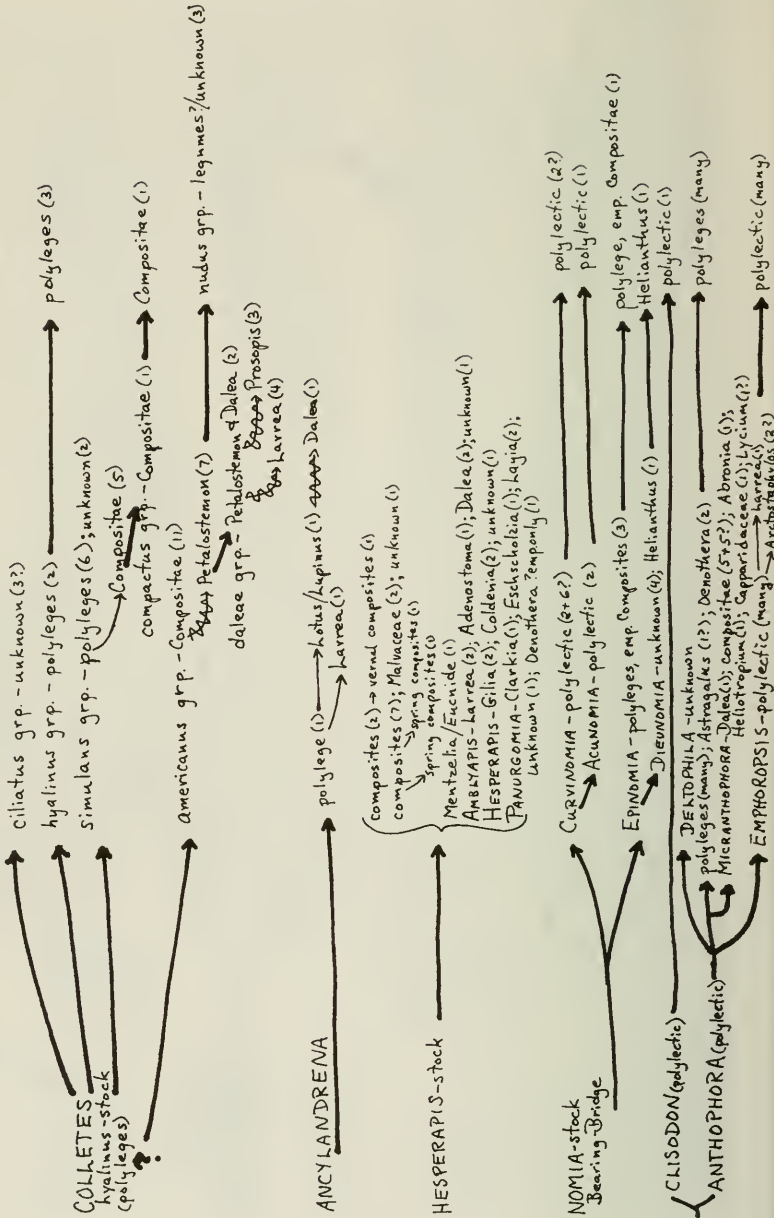 COLLETES
hyalinus-stock
(polyleges)
?
Ciliatus grp.-unknown (3?)
hyalinus grp.-polyleges (2) polyleges (3)
Simulans grp.-polyleges (6); unknown (2)
Compositae (5)
compactus grp.-Compositae (1) Compositae (1)
americanus grp.-Compositae (11)
Petalostemon (7) nudus grp.-legumes?/unknown (3)
daleae grp-Petalostemon & Dalea (2)
Prosopis (3)
Larrea (4)
ANCYLANDRENA polylege (1) Lotus/Lupinus (1) Dalea (1)
Larrea (1)
HESPERAPIS-stock
Composites (2) → vernal composites (1)
composites (7); Malvaceae (2); unknown (1)
spring composites (1)
spring composites (1)
Mentzelia/Eucnide (1)
AMBLYAPIS-Larrea (2); Adenostoma (1); Dalea (2); unknown (1)
HESPERAPIS-Gilia (2); Coldenia (2); unknown (1)
PANURGOMIA-Clarkia (1); Eschscholzia (1); Layia (2);
unknown (1); Oenothera ?emponly (1)
NOMIA-stock
Bearing Bridge
CURVINOMIA-polylectic (2+6?) polylectic (2?)
ACUNOMIA-polylectic (2) polylectic (1)
EPINOMIA-polyleges, emp. Composites (3) polylege, emp. Compositae (1)
DIEUNOMIA-unknown (4); Helianthus (1) Helianthus (1)
CLISODON (polylectic) polylectic (1)
ANTHOPHORA (polylectic)
DELTOPHILA-unknown
polyleges (many); Astragalus (1?); Oenothera (2) polyleges (many)
MICRANTHOPHORA-Dalea (1); compositae (5+5?); Abronia (1);
Heliotropium (1); Capparidaceae (1); Lycium (1?)
EMPHOROPSIS-polylectic (many) Larrea (1) polylectic (many)
Arctostaphylos (2?)